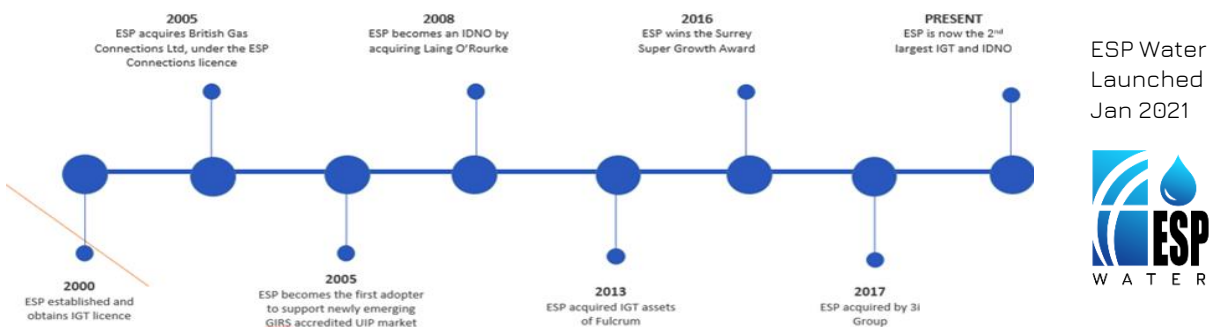 2005
ESP acquires British Gas
Connections Ltd, under the ESP
Connections licence
2008
ESP becomes an IDNO by
acquiring Laing O’Rourke
2016
ESP wins the Surrey
Super Growth Award
PRESENT
ESP is now the 2nd
largest IGT and IDNO
ESP Water
Launched
Jan 2021
2000
ESP established and
obtains IGT licence
2005
ESP becomes the first adopter
to support newly emerging
GIRS accredited UIP market
2013
ESP acquired IGT assets
of Fulcrum
2017
ESP acquired by 3i
Group
ESP
WATER